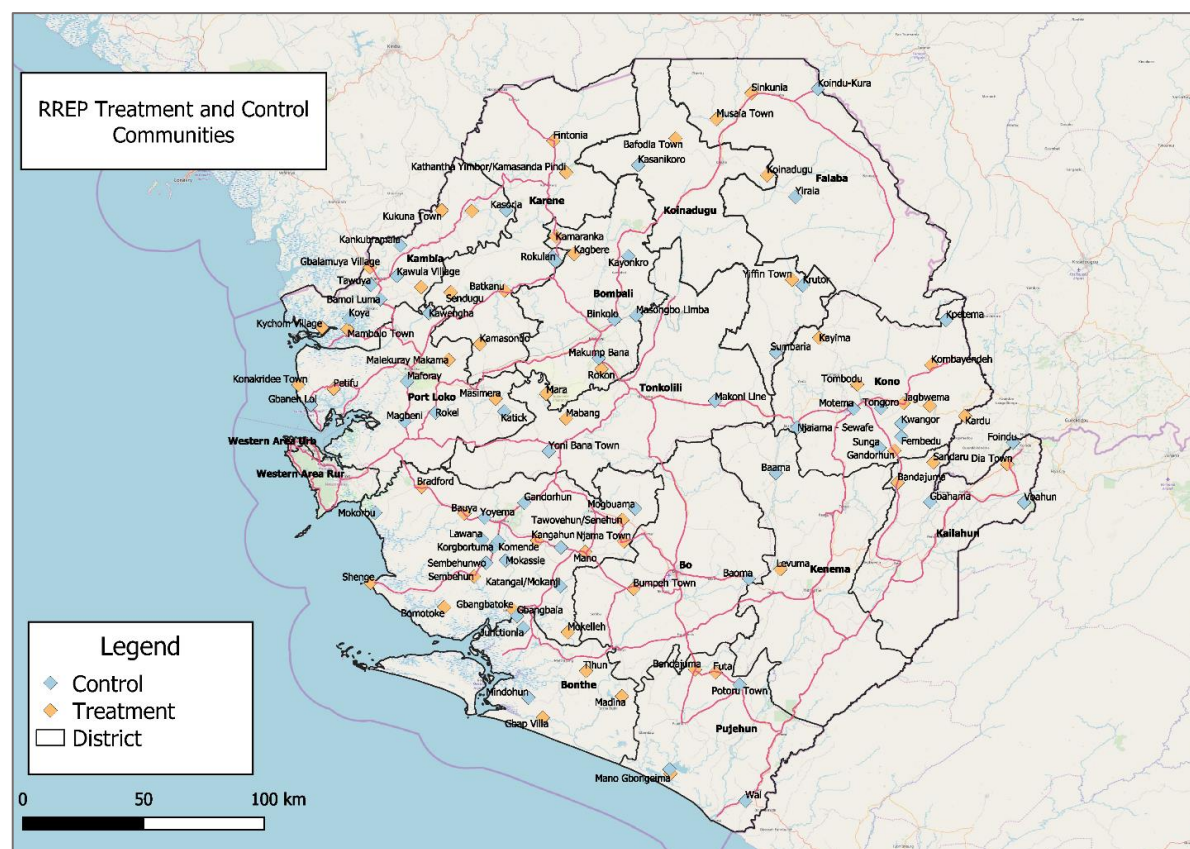 RREP Treatment and Control
Communities
Koindu-Kura
Sinkunia
Musaia Town
Fintonia
Bafodia Town
Kasanikoro
Kathantha Yimbor/Kamasanda Pindi
Koinadugu
Falaba
Yiraia
Karene
Koinadugu
Kukuna Town
Kasoria
Kamaranka
Kankubramaia
Kagbere
Rokulan
Kayonkro
Kambia
Gbalamuya Village
Kawula Village
Tawuya
Yiffin Town
Krutor
Batkanu
Sendugu
Bombali
Bamoi Luma
Masongbo Limba
Kawengha
Koya
Binkolo
Kpetema
Kychom Village
Mambolo Town
Kamasondo
Kayima
Sumbaria
Makump Bana
Malekuray Makama
Rokon
Kombayendeh
Konakridee Town
Petifu
Maforay
Tombodu
Kono
Tonkolili
Port Loko
Masimera
Mara
Gbaneh Loi
Makoni Line
Motema
Tongoro
Jagbwema
Magbeni
Rokel
Katick
Mabang
Kwangor
Kardu
Njaiama - Sewafe
Western Area Urb
Yoni Bana Town
Sunga
Fembedu
Foindu
Gandorhun
Sandaru
Dia Town
Western Area Rur
Baama
Bradford
Bandajuma
Gandorhun
Mogbuama
Gbahama
Vaahun
Mokorbu
Bauya
Yoyema
Tawovehun/Senehun
Kailahun
Lawana
Kangahun
Njama Town
Korgbortuma
Komende
Mano
Sembehunwo
Mokassie
Bo
Levuma
Kenema
Baoma
Shenge
Sembehun
Katangai/Mokanji
Bumpeh Town
Bomotoke
Gbangbatoke
Gbangbaia
Junctionla
Mokelleh
Tihun
Bandajuma
Futa
Bonthe
Potoru Town
Mindohun
Madina
Gbap Villa
Pujehun
Mano Gbongeima
Wai
Legend
Control
Treatment
District
0 50 100 km